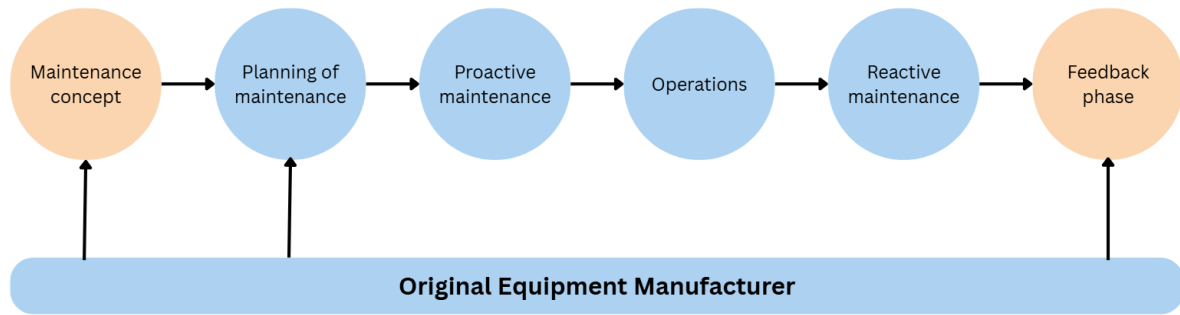 Maintenance
concept
Planning of
maintenance
Proactive
maintenance
Operations
Reactive
maintenance
Feedback
phase
Original Equipment Manufacturer